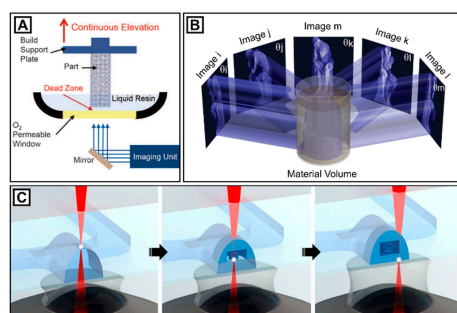 A
Continuous Elevation
Build
Support
Plate
Part
Dead Zone
Liquid Resin
O₂
Permeable
Window
Mirror
Imaging Unit
B
Image i
Image j
Image m
Image k
Image l
θi
θj
θk
θl
θm
Material Volume
C